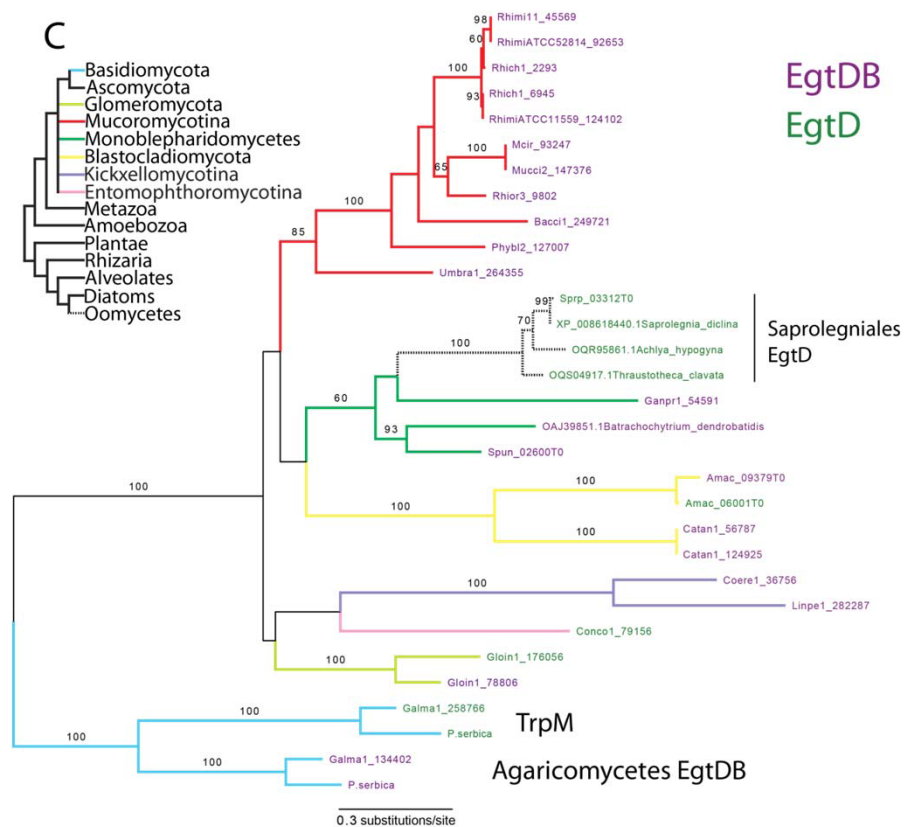 C
Basidiomycota
Ascomycota
Glomeromycota
Mucoromycotina
Monoblepharidomycetes
Blastocladiomycota
Kickxellomycotina
Entomophthoromycotina
Metazoa
Amoebozoa
Plantae
Rhizaria
Alveolates
Diatoms
Oomycetes
EgtDB
EgtD
98
Rhimi11_45569
RhimiATCC52814_92653
60
Rhich1_2293
100
Rhich1_6945
93
RhimiATCC11559_124102
Mcir_93247
100
Mucci2_147376
65
Rhior3_9802
100
Bacci1_249721
Phybl2_127007
85
Umbra1_264355
99
Sprp_03312T0
XP_008618440.1Saprolegnia_diclina
70
OQR95861.1Achlya_hypogyna
100
OQS04917.1Thraustotheca_clavata
Saprolegniales
EgtD
Ganpr1_54591
60
OAJ39851.1Batrachochytrium_dendrobatidis
93
Spun_02600T0
Amac_09379T0
100
Amac_06001T0
100
Catan1_56787
100
Catan1_124925
100
Coere1_36756
100
Linpe1_282287
Conco1_79156
Gloin1_176056
100
Gloin1_78806
Galma1_258766
100
P.serbica
TrpM
100
Galma1_134402
100
P.serbica
Agaricomycetes EgtDB
0.3 substitutions/site